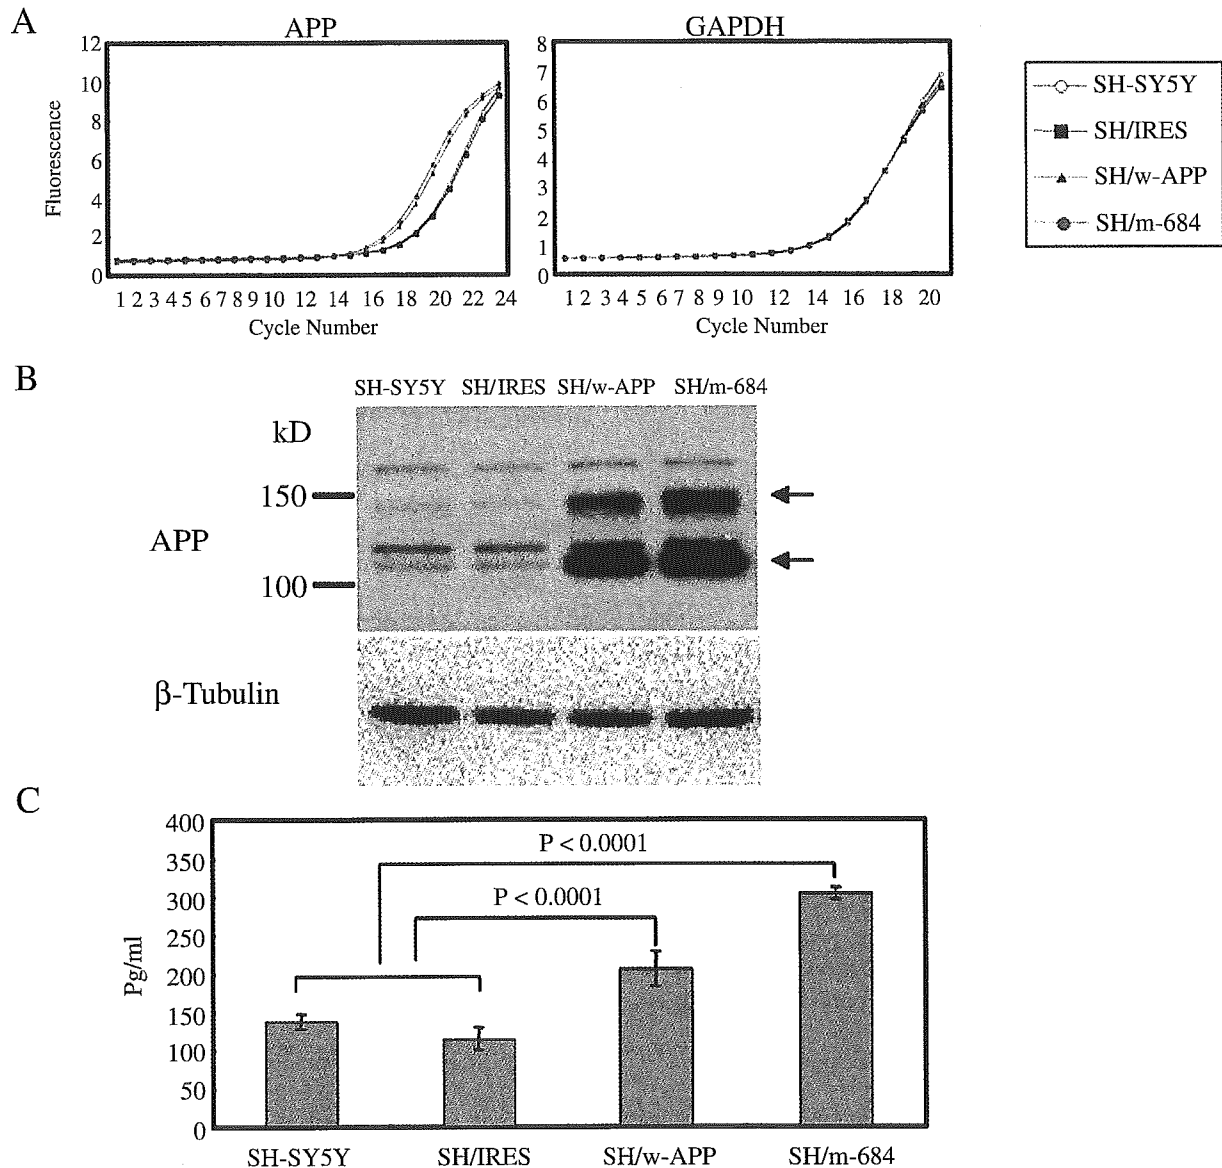 A
APP
GAPDH
12
10
8
6
4
2
0
Fluorescence
1 2 3 4 5 6 7 8 9 10 12 14 16 18 20 22 24
Cycle Number
8
7
6
5
4
3
2
1
0
1 2 3 4 5 6 7 8 9 10 12 14 16 18 20
Cycle Number
SH-SY5Y
SH/IRES
SH/w-APP
SH/m-684
B
SH-SY5Y SH/IRES SH/w-APP SH/m-684
kD
150
APP
100
β-Tubulin
C
400
350
300
250
200
150
100
50
0
Pg/ml
P < 0.0001
P < 0.0001
SH-SY5Y SH/IRES SH/w-APP SH/m-684